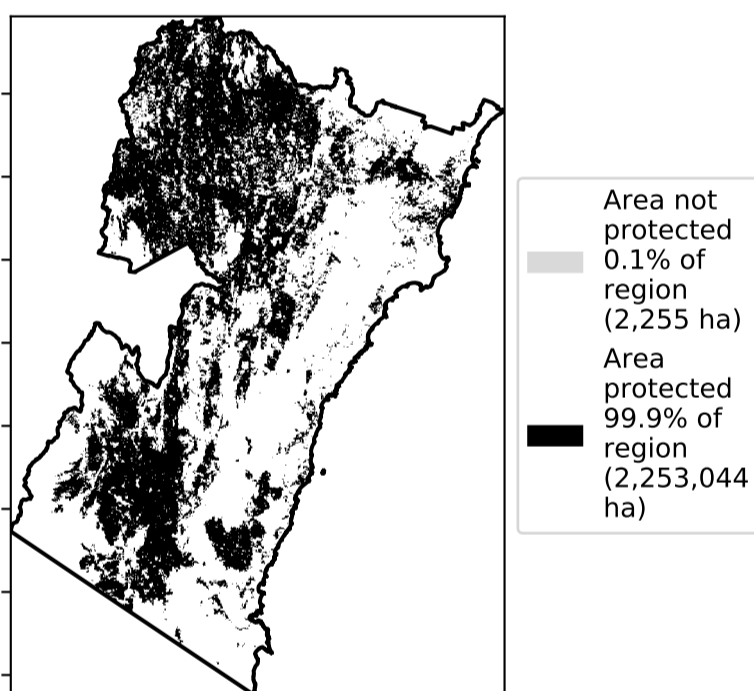 Area not
protected
0.1% of
region
(2,255 ha)
Area
protected
99.9% of
region
(2,253,044
ha)